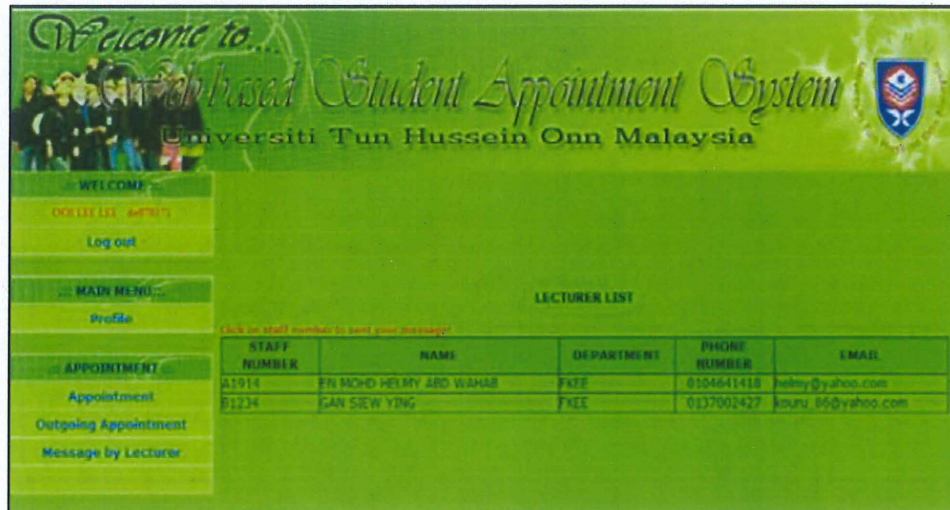 Welcome to....
Web-based Student Appointment System
Universiti Tun Hussein Onn Malaysia
.:: WELCOME ::.
Log out
.:: MAIN MENU ::.
Profile
.:: APPOINTMENT ::.
Appointment
Outgoing Appointment
Message by Lecturer
LECTURER LIST
Click on staff number to sent your message!
STAFF NUMBER NAME DEPARTMENT PHONE NUMBER EMAIL
A1914 EN MOHD HELMY ABD WAHAB FKEE 0104641418 helmy@yahoo.com
B1234 GAN SIEW YING FKEE 0137002427 kouru_86@yahoo.com